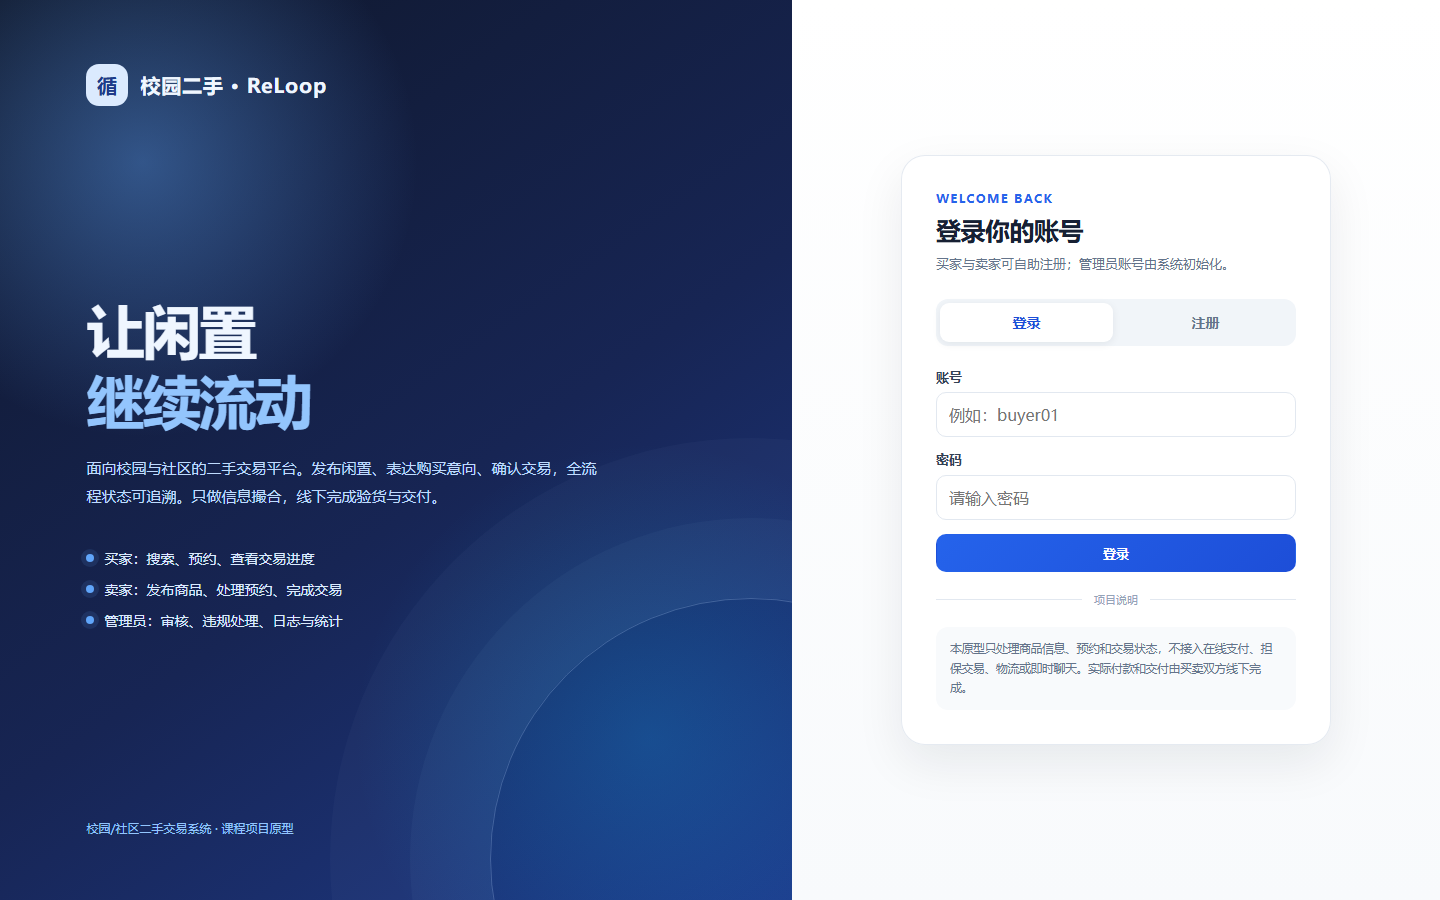 循 校园二手 · ReLoop
让闲置
继续流动
面向校园与社区的二手交易平台。发布闲置、表达购买意向、确认交易，全流
程状态可追溯。只做信息撮合，线下完成验货与交付。
买家：搜索、预约、查看交易进度
卖家：发布商品、处理预约、完成交易
管理员：审核、违规处理、日志与统计
校园/社区二手交易系统 · 课程项目原型
WELCOME BACK
登录你的账号
买家与卖家可自助注册；管理员账号由系统初始化。
登录 注册
账号
例如：buyer01
密码
请输入密码
登录
项目说明
本原型只处理商品信息、预约和交易状态，不接入在线支付、担
保交易、物流或即时聊天。实际付款和交付由买卖双方线下完
成。